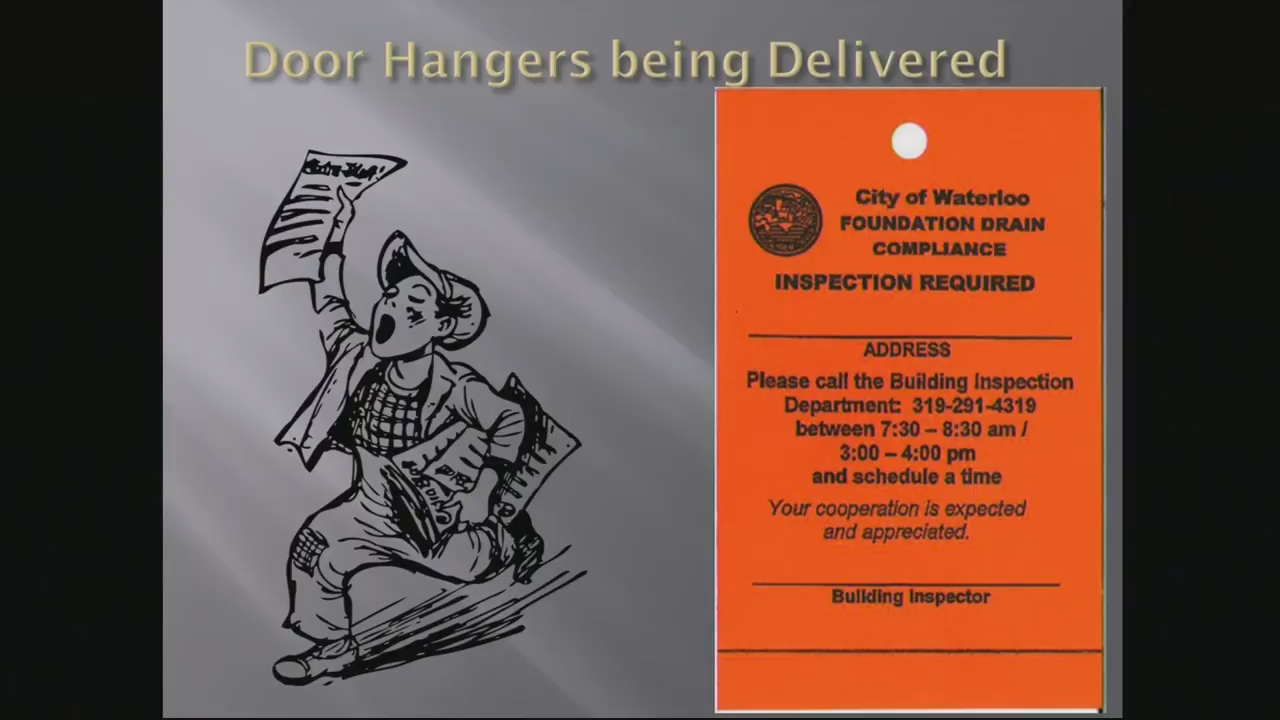 Door Hangers being Delivered
City of Waterloo
FOUNDATION DRAIN
COMPLIANCE
INSPECTION REQUIRED
ADDRESS
Please call the Building Inspection
Department: 319-291-4319
between 7:30 – 8:30 am /
3:00 – 4:00 pm
and schedule a time
Your cooperation is expected
and appreciated.
Building Inspector